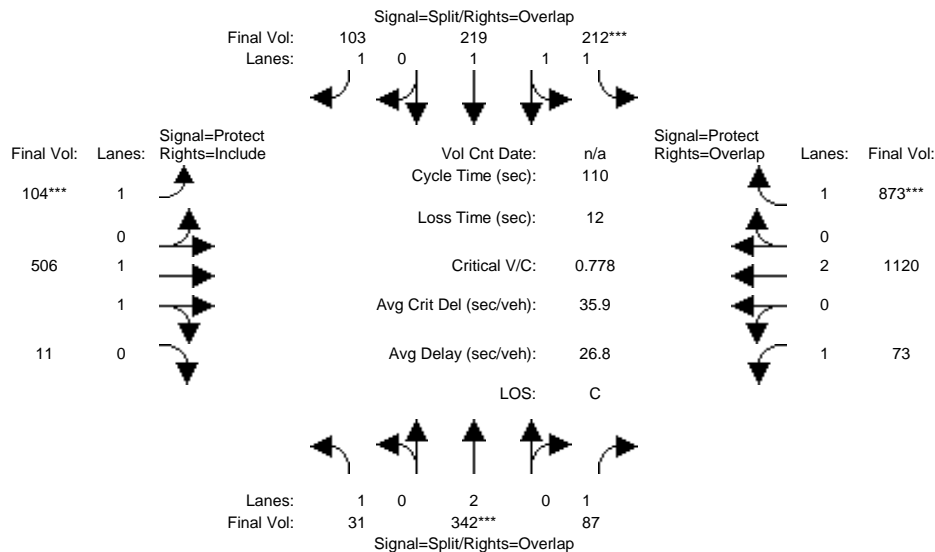 Signal=Split/Rights=Overlap
Final Vol: 103 219 212***
Lanes: 1 0 1 1 1
Signal=Protect Signal=Protect
Final Vol: Lanes: Rights=Include Vol Cnt Date: n/a Rights=Overlap Lanes: Final Vol:
Cycle Time (sec): 110
104*** 1 1 873***
Loss Time (sec): 12
0 0
506 1 Critical V/C: 0.778 2 1120
1 Avg Crit Del (sec/veh): 35.9 0
11 0 Avg Delay (sec/veh): 26.8 1 73
LOS: C
Lanes: 1 0 2 0 1
Final Vol: 31 342*** 87
Signal=Split/Rights=Overlap